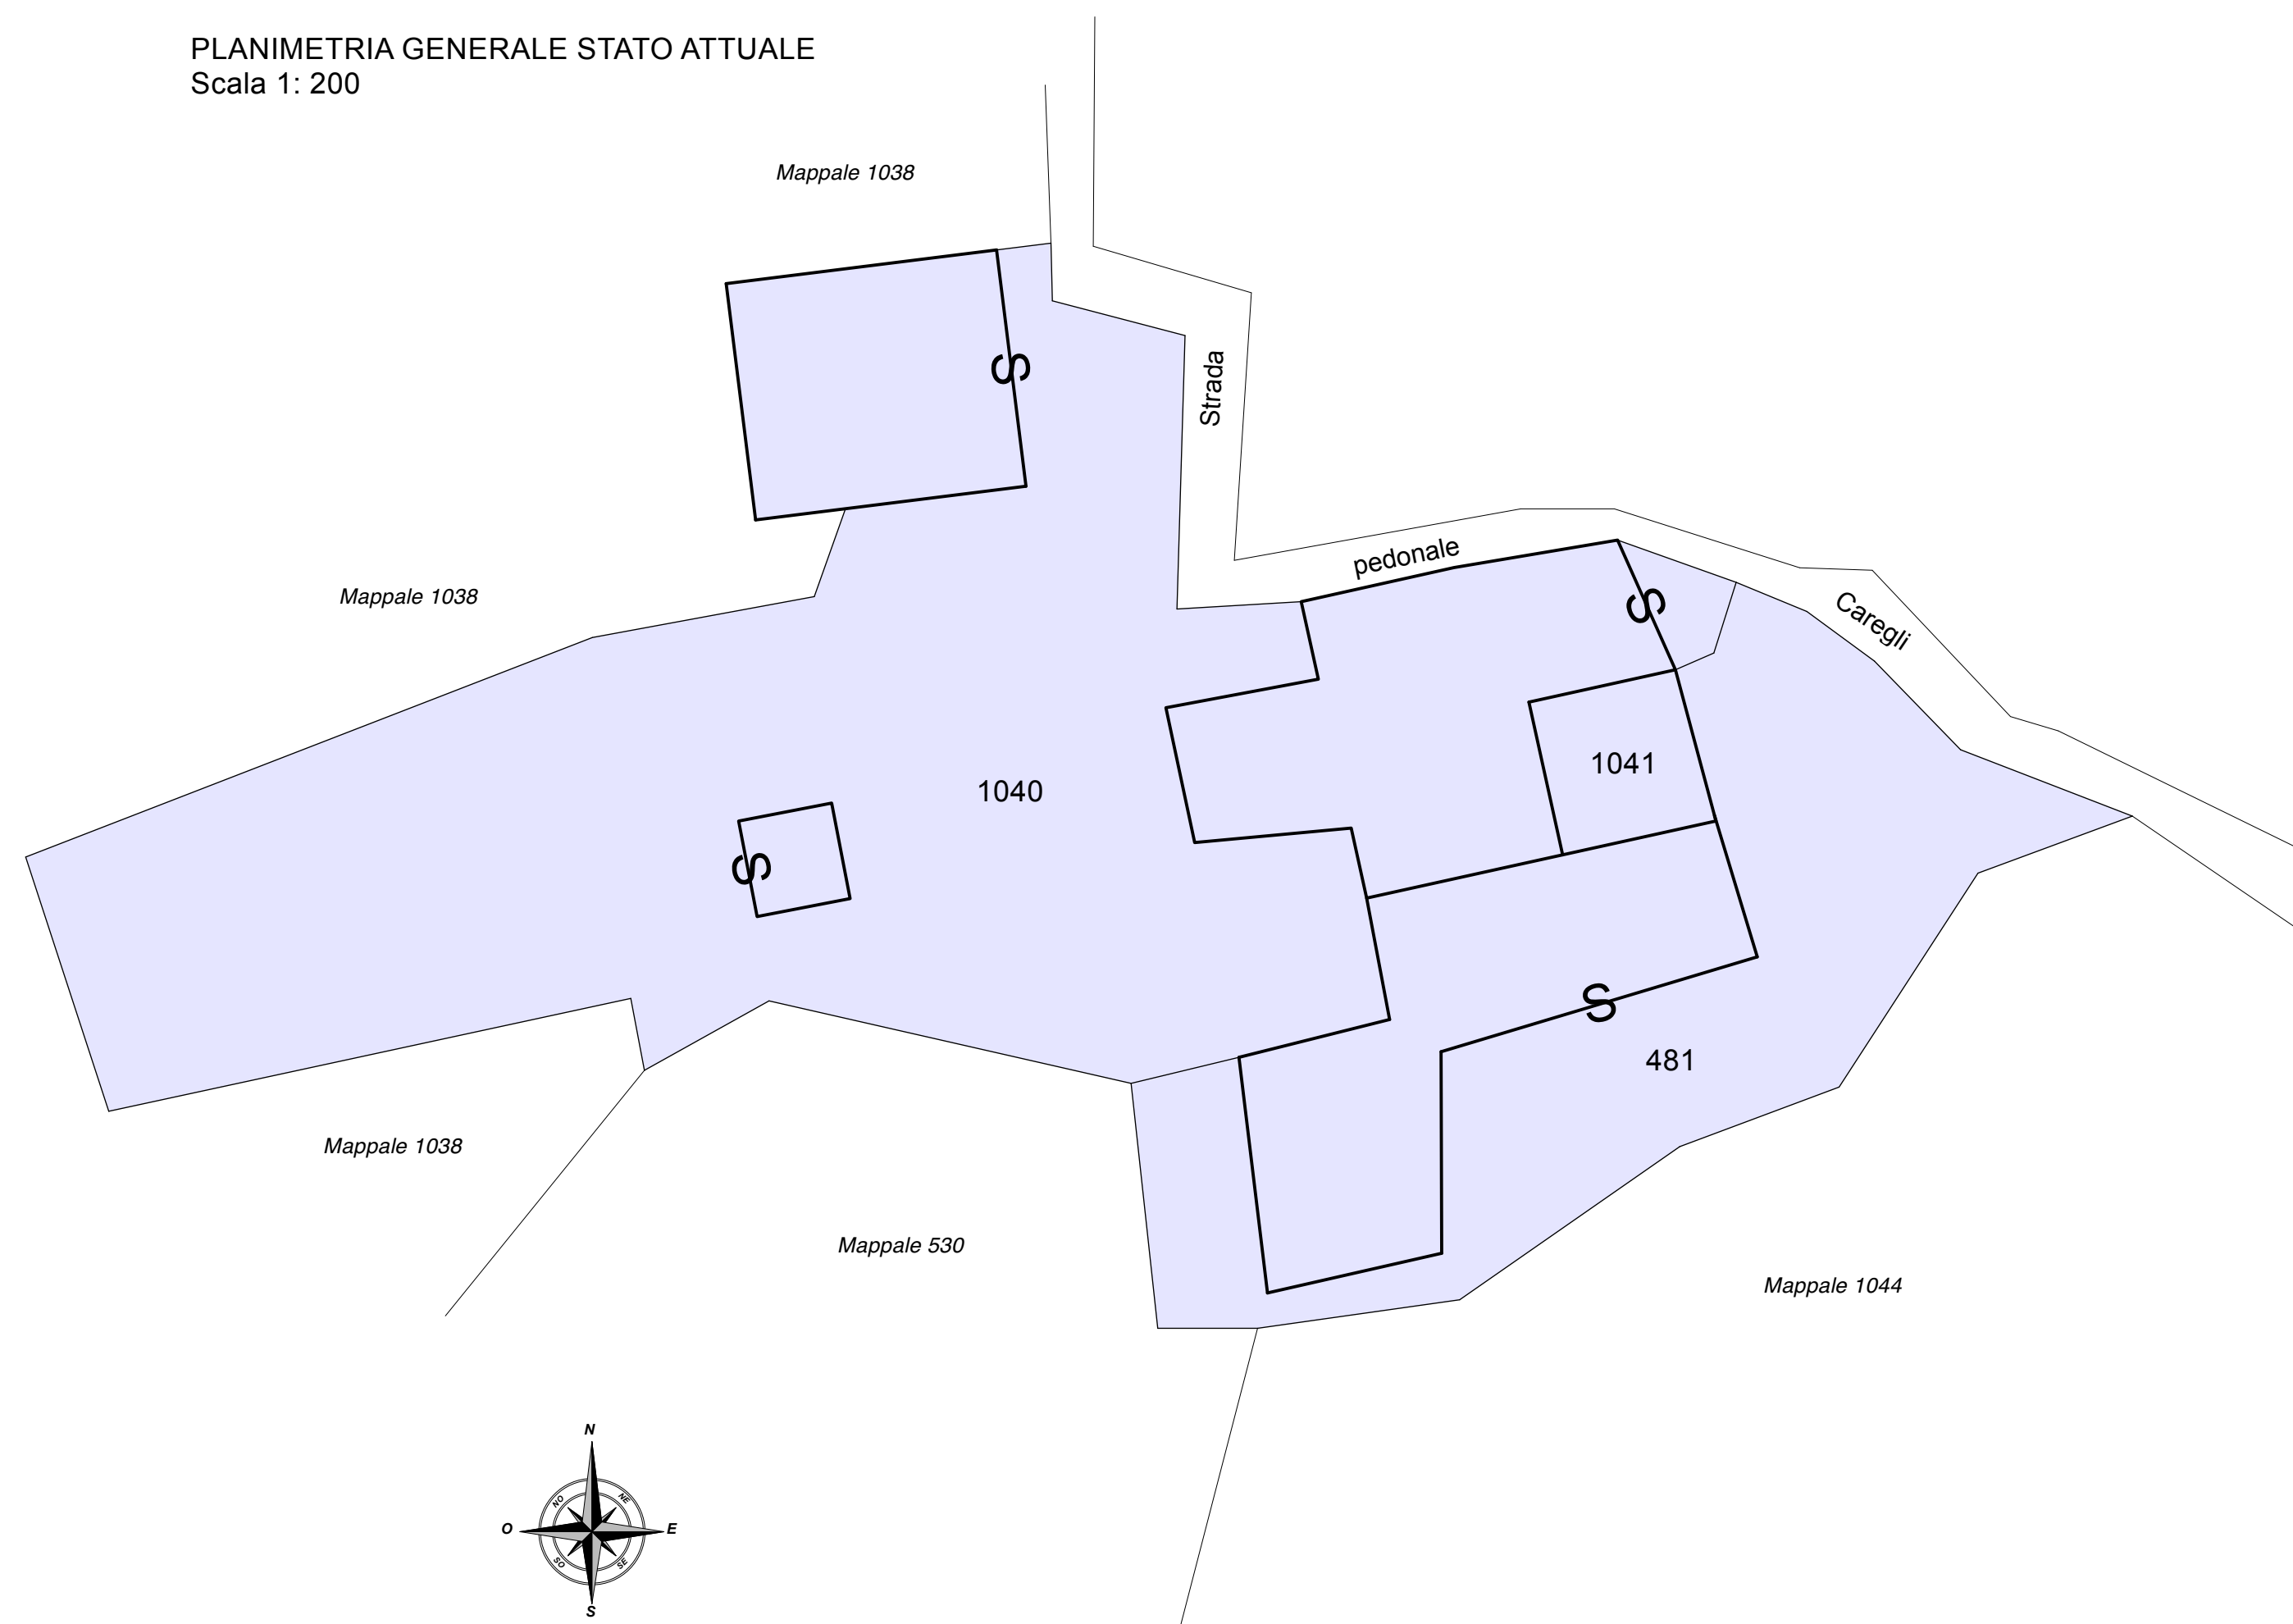 PLANIMETRIA GENERALE STATO ATTUALE
Scala 1: 200
Mappale 1038
S
Strada
pedonale
Mappale 1038
S
Caregli
1041
1040
S
S
481
Mappale 1038
Mappale 530
Mappale 1044
N
NO
NE
O
E
SO
SE
S